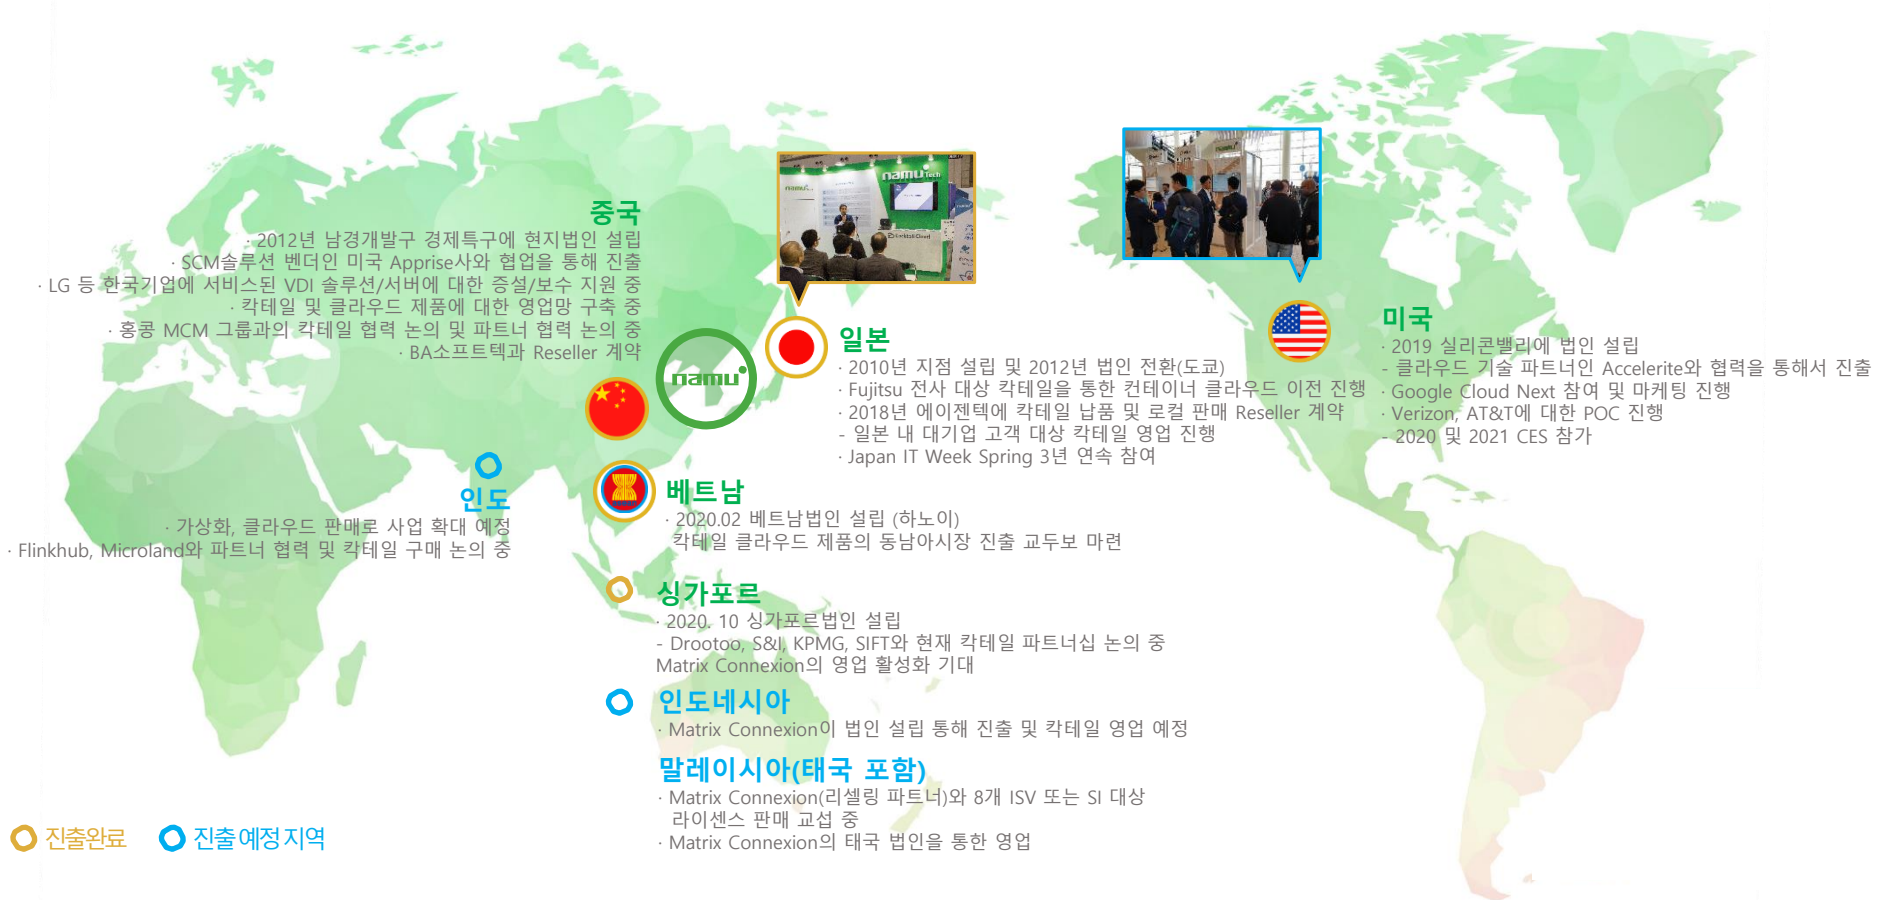 중국
· 2012년 남경개발구 경제특구에 현지법인 설립
· SCM솔루션 벤더인 미국 Apprise사와 협업을 통해 진출
· LG 등 한국기업에 서비스된 VDI 솔루션/서버에 대한 증설/보수 지원 중
· 칵테일 및 클라우드 제품에 대한 영업망 구축 중
· 홍콩 MCM 그룹과의 칵테일 협력 논의 및 파트너 협력 논의 중
· BA소프트텍과 Reseller 계약
namu
namu Tech
Cocktail Cloud
일본
· 2010년 지점 설립 및 2012년 법인 전환(도쿄)
· Fujitsu 전사 대상 칵테일을 통한 컨테이너 클라우드 이전 진행
· 2018년 에이젠텍에 칵테일 납품 및 로컬 판매 Reseller 계약
- 일본 내 대기업 고객 대상 칵테일 영업 진행
· Japan IT Week Spring 3년 연속 참여
미국
· 2019 실리콘밸리에 법인 설립
- 클라우드 기술 파트너인 Accelerite와 협력을 통해서 진출
· Google Cloud Next 참여 및 마케팅 진행
· Verizon, AT&T에 대한 POC 진행
- 2020 및 2021 CES 참가
인도
· 가상화, 클라우드 판매로 사업 확대 예정
· Flinkhub, Microland와 파트너 협력 및 칵테일 구매 논의 중
베트남
· 2020.02 베트남법인 설립 (하노이)
칵테일 클라우드 제품의 동남아시장 진출 교두보 마련
싱가포르
· 2020. 10 싱가포르법인 설립
- Drootoo, S&I, KPMG, SIFT와 현재 칵테일 파트너십 논의 중
Matrix Connexion의 영업 활성화 기대
인도네시아
· Matrix Connexion이 법인 설립 통해 진출 및 칵테일 영업 예정
말레이시아(태국 포함)
· Matrix Connexion(리셀링 파트너)와 8개 ISV 또는 SI 대상
라이센스 판매 교섭 중
· Matrix Connexion의 태국 법인을 통한 영업
진출완료
진출 예정 지역